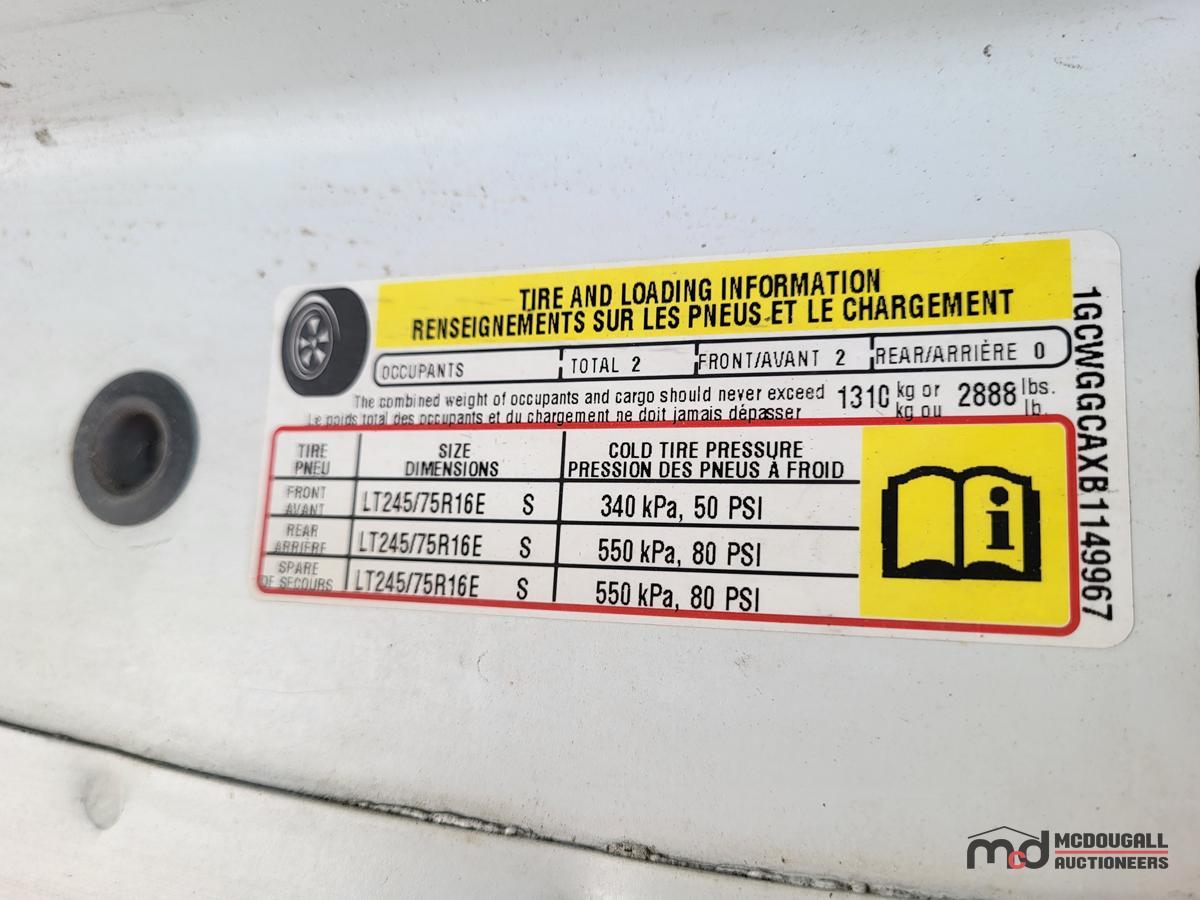 TIRE AND LOADING INFORMATION
RENSEIGNEMENTS SUR LES PNEUS ET LE CHARGEMENT
OCCUPANTS TOTAL 2 FRONT/AVANT 2 REAR/ARRIÈRE 0
The combined weight of occupants and cargo should never exceed 1310 kg or 2888 lbs.
Le poids total des occupants et du chargement ne doit jamais dépasser kg ou lb.
TIRE SIZE COLD TIRE PRESSURE
PNEU DIMENSIONS PRESSION DES PNEUS À FROID
FRONT
AVANT LT245/75R16E S 340 kPa, 50 PSI
REAR
ARRIÈRE LT245/75R16E S 550 kPa, 80 PSI
SPARE
DE SECOURS LT245/75R16E S 550 kPa, 80 PSI
i
1GCWGGCAXB1149967
mcd MCDOUGALL
AUCTIONEERS